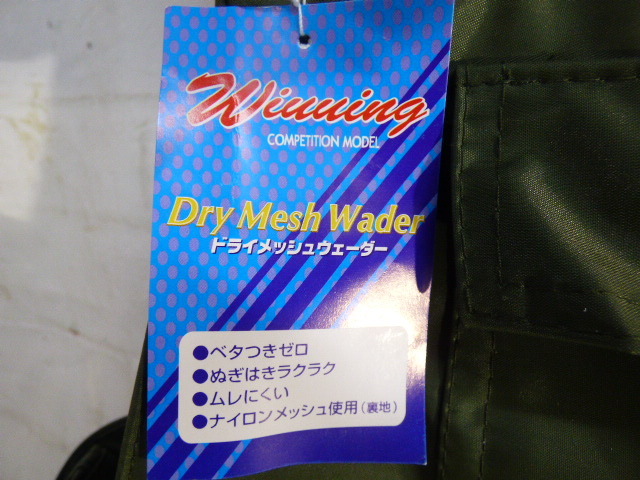 Winning
COMPETITION MODEL
Dry Mesh Wader
ドライメッシュウェーダー
●ベタつきゼロ
●ぬぎはきラクラク
●ムレにくい
●ナイロンメッシュ使用(裏地)